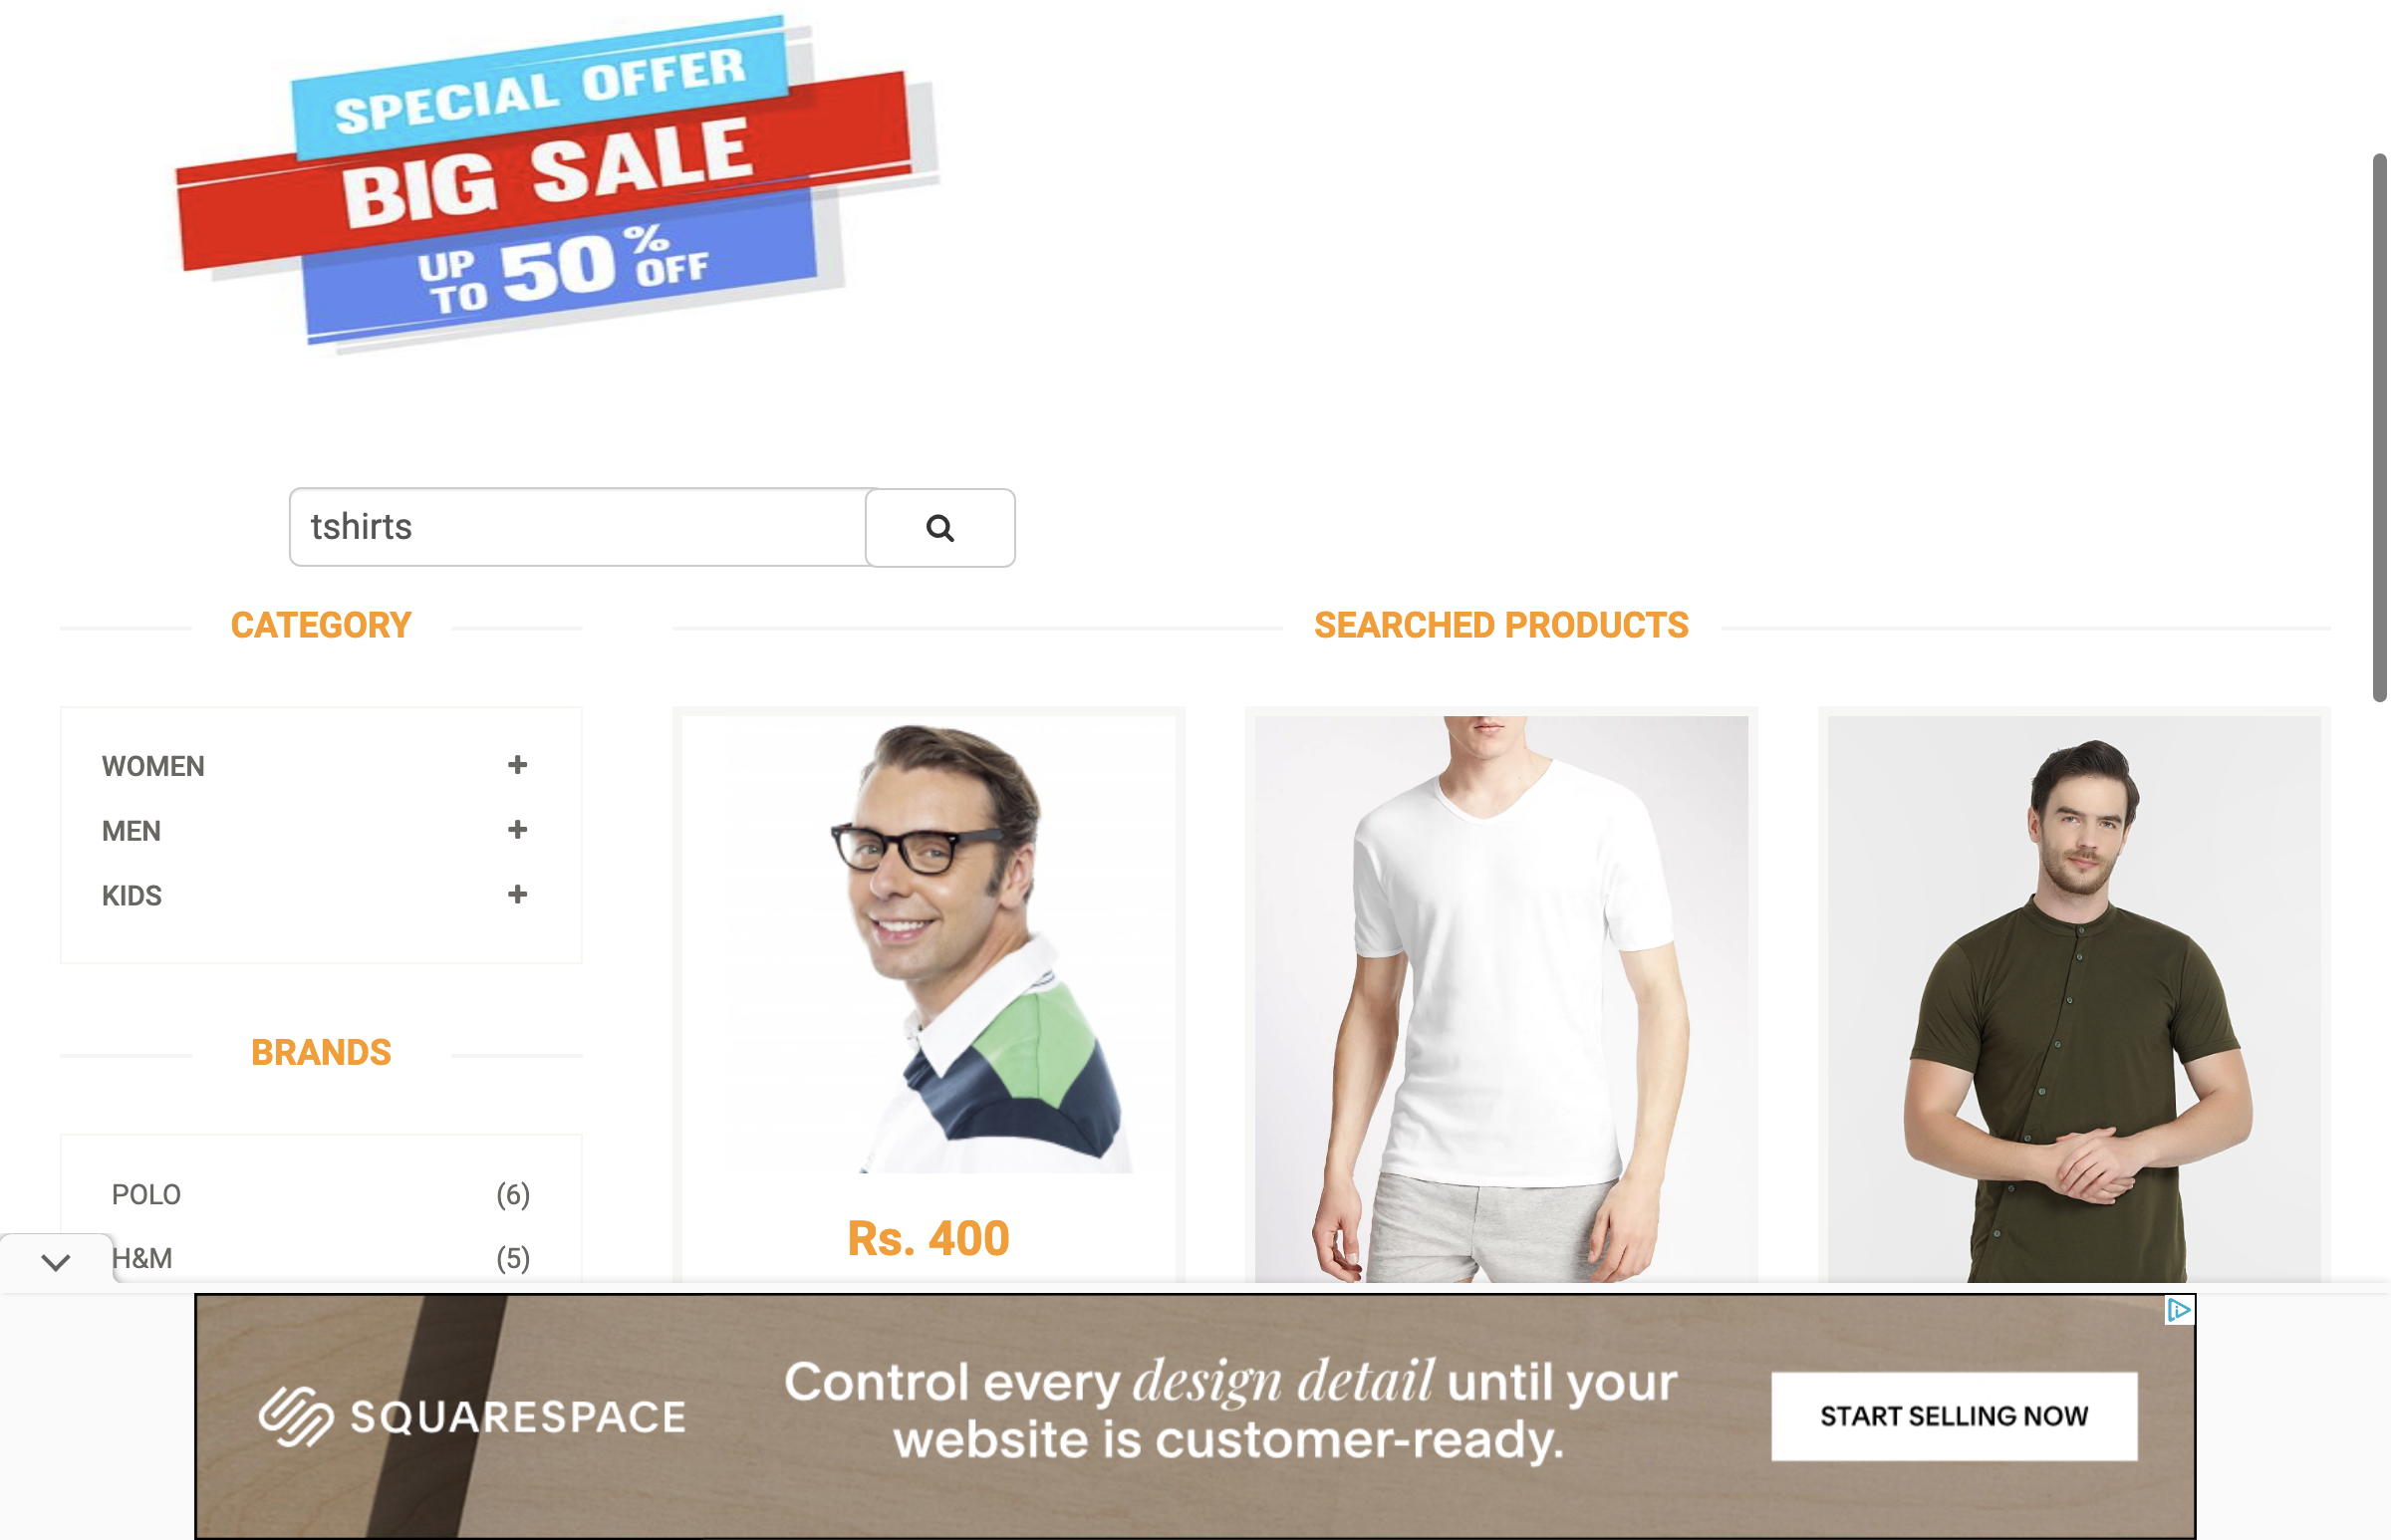 SPECIAL OFFER
BIG SALE
UP TO 50% OFF
tshirts
CATEGORY
WOMEN
MEN
KIDS
BRANDS
POLO (6)
H&M (5)
SEARCHED PRODUCTS
Rs. 400
SQUARESPACE
Control every design detail until your
website is customer-ready.
START SELLING NOW